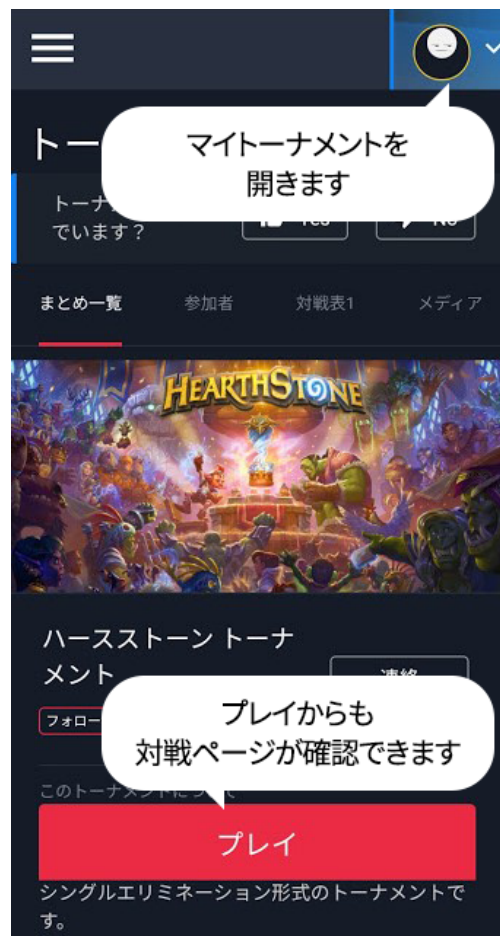 マイトーナメントを
開きます
トー
トーナ
でいます？
Yes
No
まとめ一覧
参加者
対戦表1
メディア
HEARTHSTONE
ハースストーン トーナ
メント
連絡
フォロー
プレイからも
対戦ページが確認できます
このトーナメントについて
プレイ
シングルエリミネーション形式のトーナメントで
す。